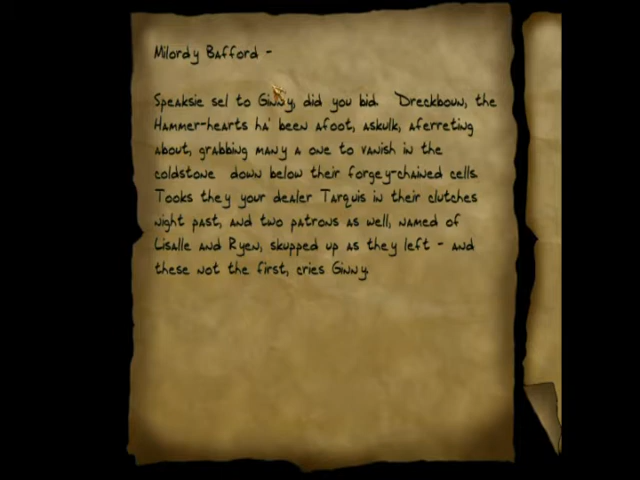 Milordy Bafford -
Speaksie sel to Ginny, did you bid. Dreckboun, the
Hammer-hearts ha' been afoot, askulk, aferreting
about, grabbing many a one to vanish in the
coldstone down below their forgey-chained cells.
Tooks they your dealer Tarquis in their clutches
night past, and two patrons as well, named of
Lisalle and Ryen, skupped up as they left - and
these not the first, cries Ginny.